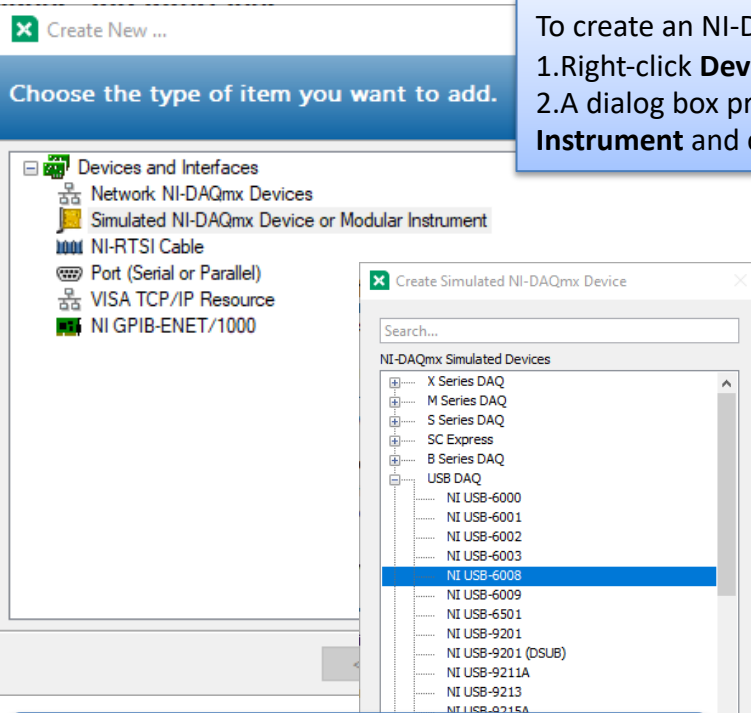 Create New ...
Choose the type of item you want to add.
To create an NI-D
1.Right-click Dev
2.A dialog box pr
Instrument and
Devices and Interfaces
Network NI-DAQmx Devices
Simulated NI-DAQmx Device or Modular Instrument
NI-RTSI Cable
Port (Serial or Parallel)
VISA TCP/IP Resource
NI GPIB-ENET/1000
Create Simulated NI-DAQmx Device
Search...
NI-DAQmx Simulated Devices
X Series DAQ
M Series DAQ
S Series DAQ
SC Express
B Series DAQ
USB DAQ
NI USB-6000
NI USB-6001
NI USB-6002
NI USB-6003
NI USB-6008
NI USB-6009
NI USB-6501
NI USB-9201
NI USB-9201 (DSUB)
NI USB-9211A
NI USB-9213
NI USB-9215A